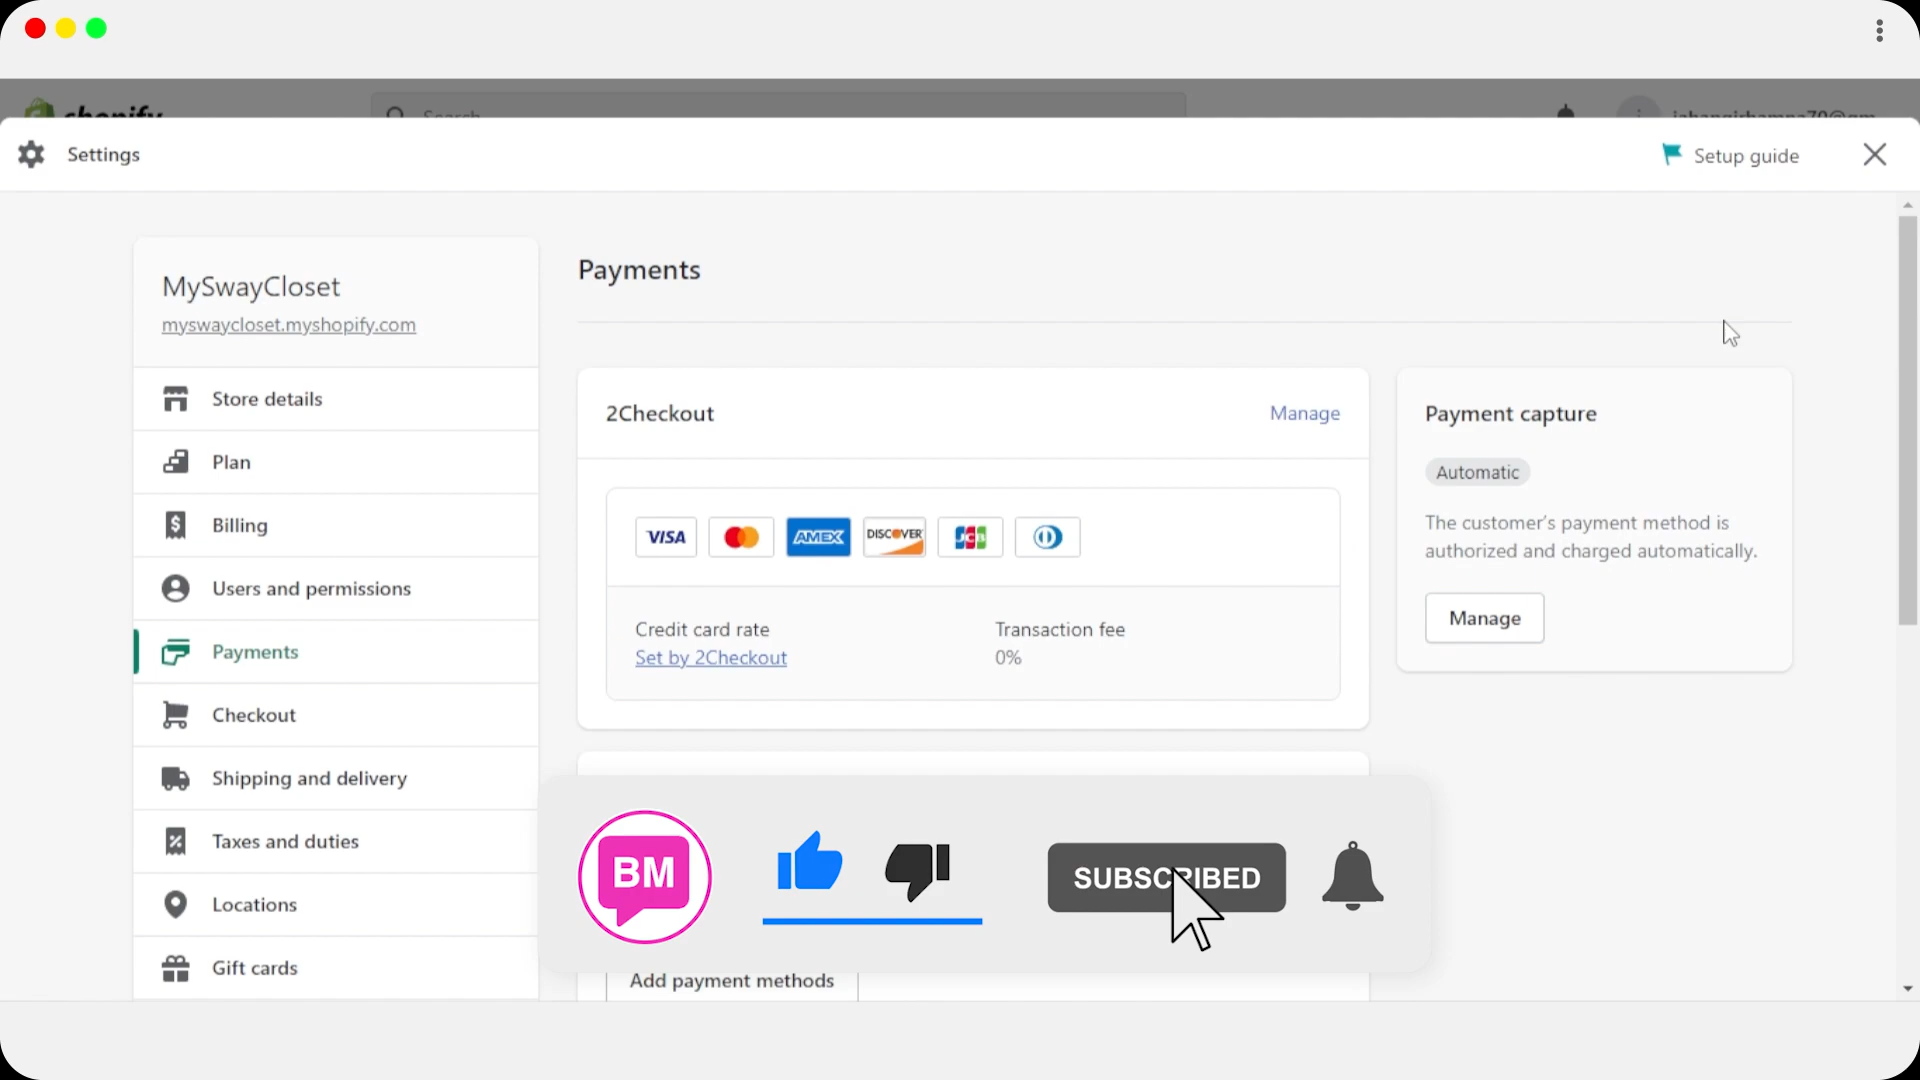 shopify
Search
Settings
Setup guide
MySwayCloset
myswaycloset.myshopify.com
Store details
Plan
Billing
Users and permissions
Payments
Checkout
Shipping and delivery
Taxes and duties
Locations
Gift cards
Payments
2Checkout
Manage
VISA
AMEX
DISCOVER
JCB
Credit card rate
Transaction fee
Set by 2Checkout
0%
Payment capture
Automatic
The customer's payment method is
authorized and charged automatically.
Manage
BM
SUBSCRIBED
Add payment methods